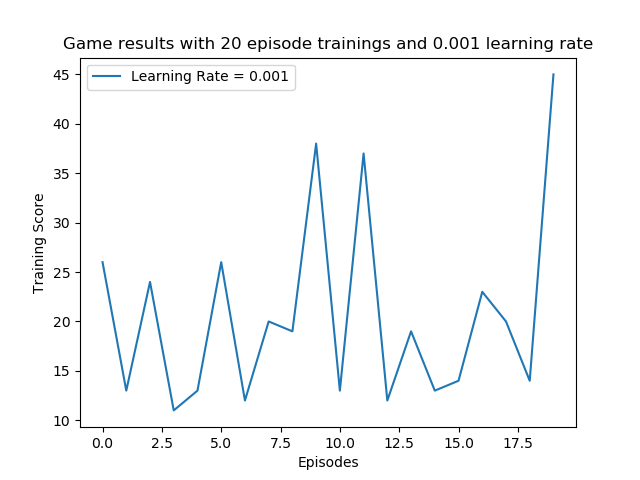 Game results with 20 episode trainings and 0.001 learning rate
Learning Rate = 0.001
45
40
35
30
25
20
15
10
Training Score
0.0 2.5 5.0 7.5 10.0 12.5 15.0 17.5
Episodes